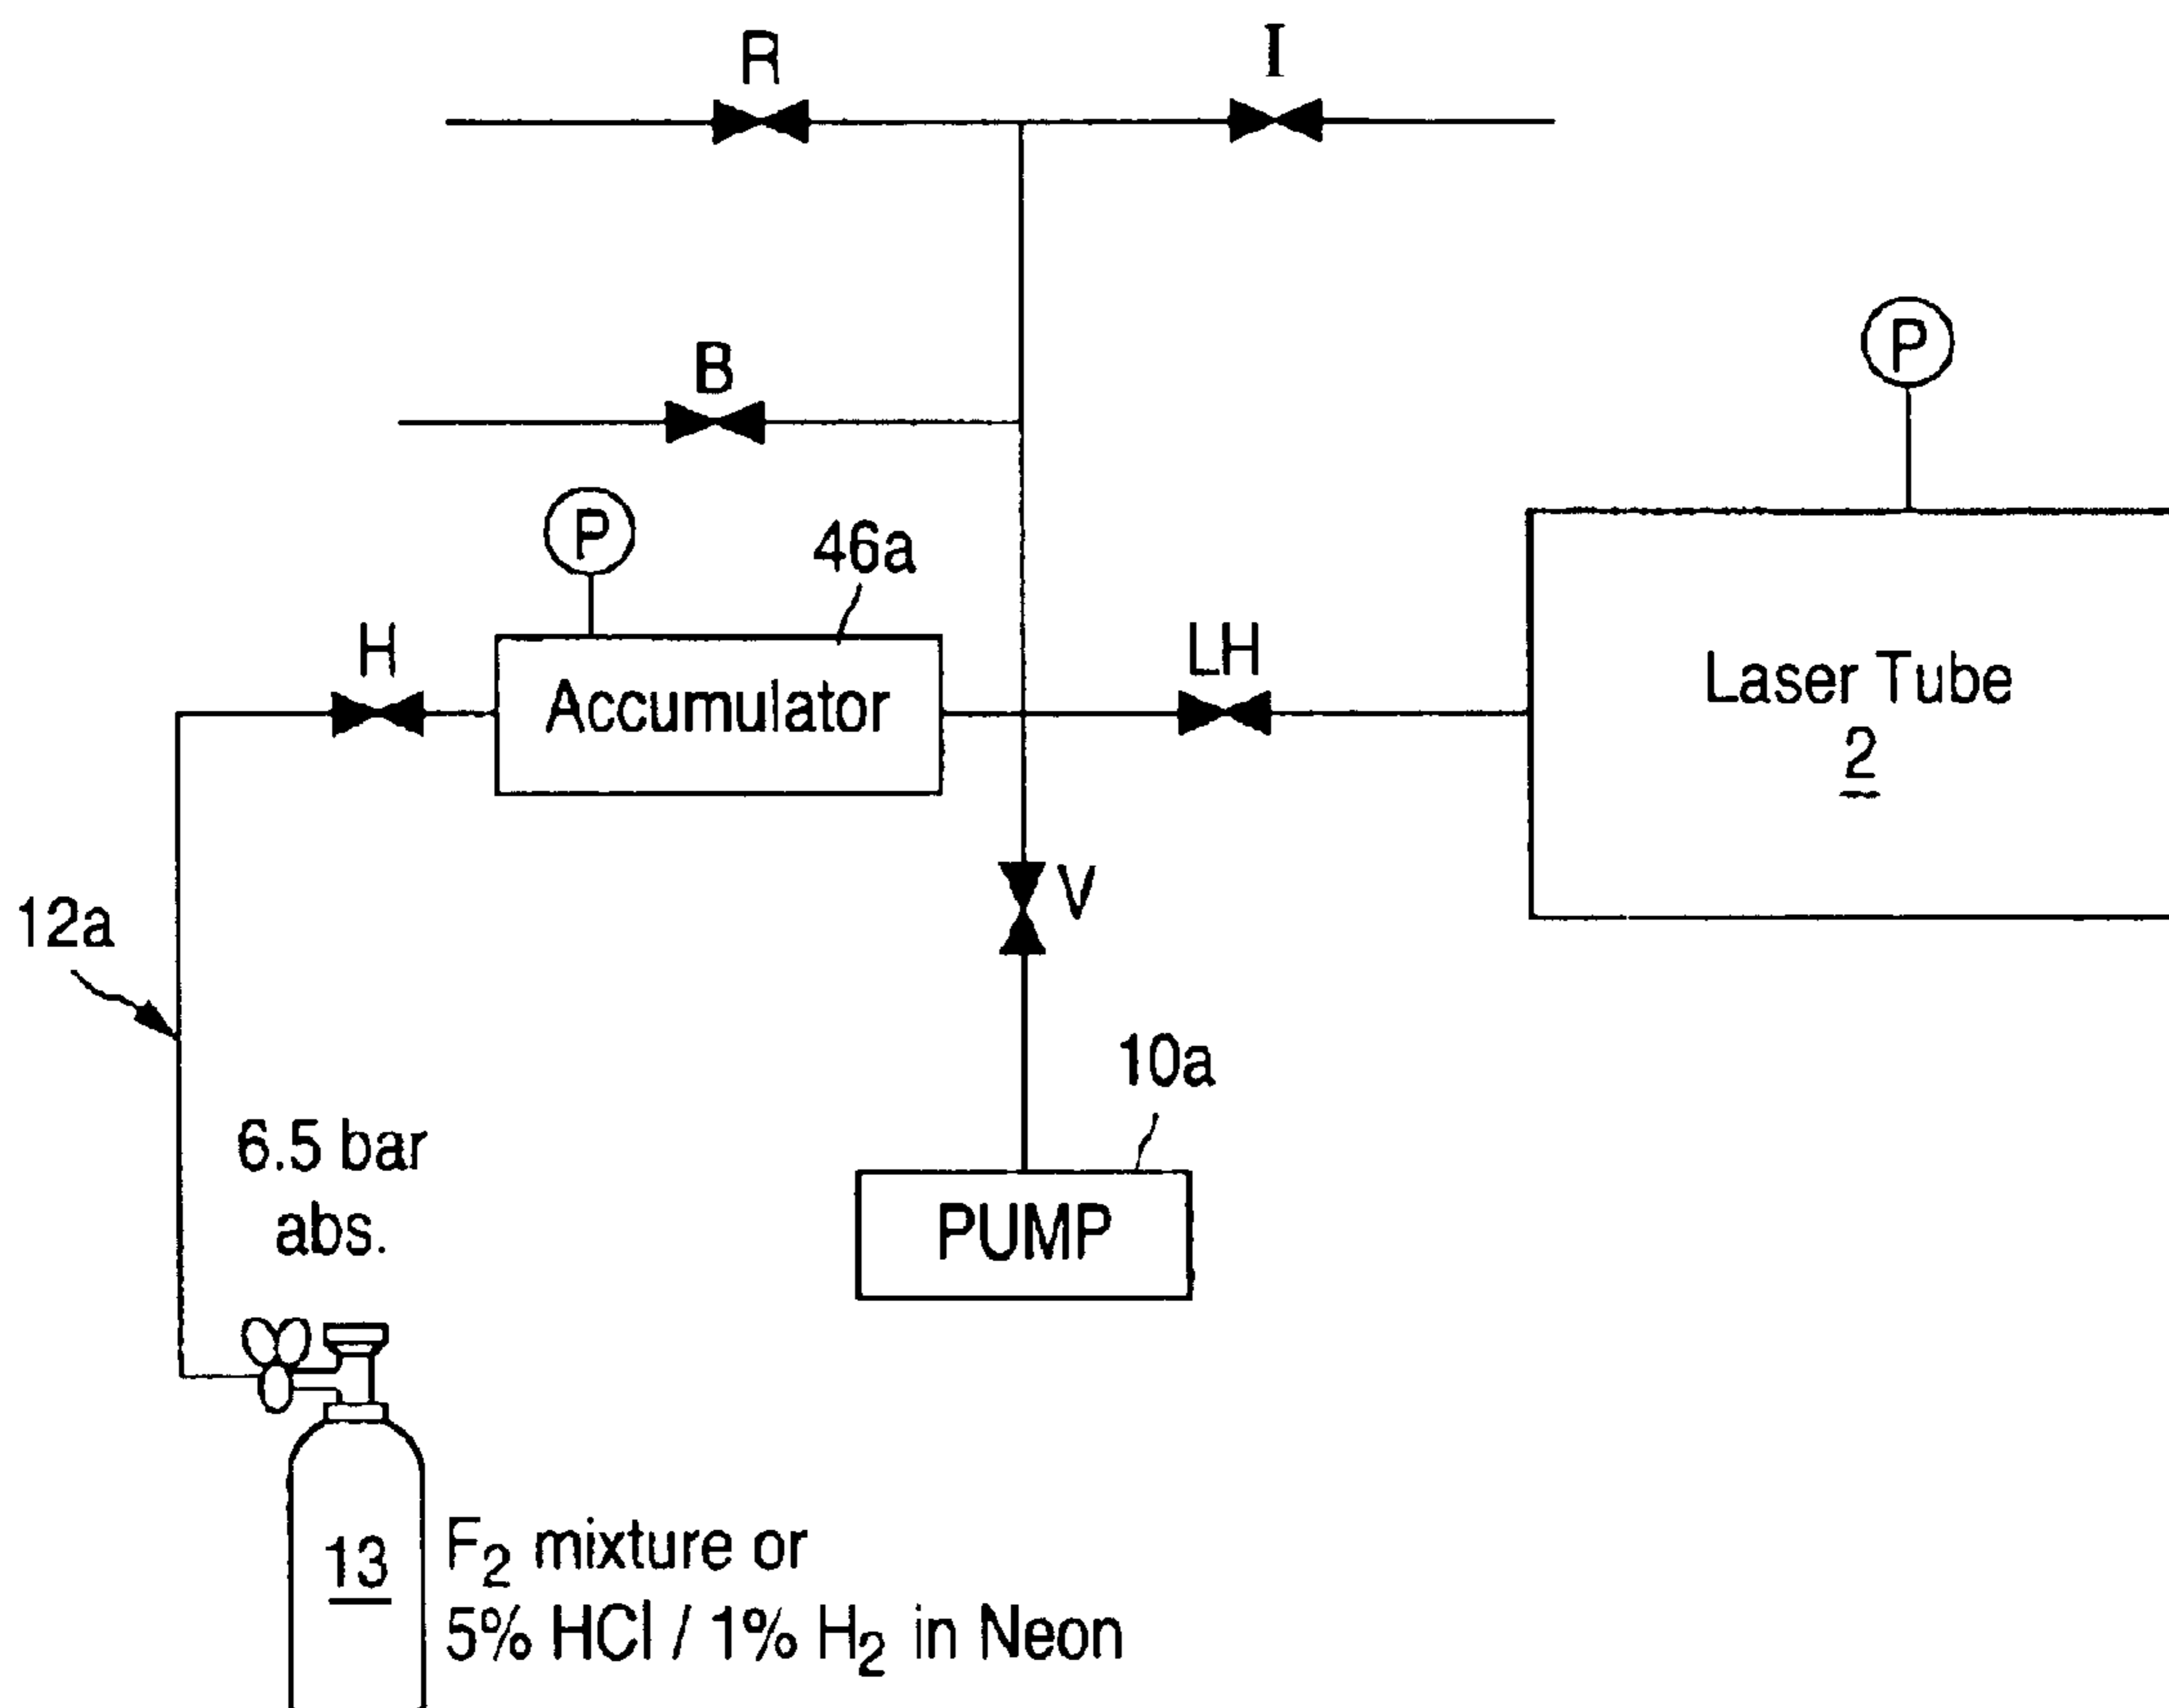 R
I
B
P
P
46a
H
Accumulator
LH
Laser Tube
2
V
12a
10a
6.5 bar
abs.
PUMP
13
F₂ mixture or
5% HCl / 1% H₂ in Neon